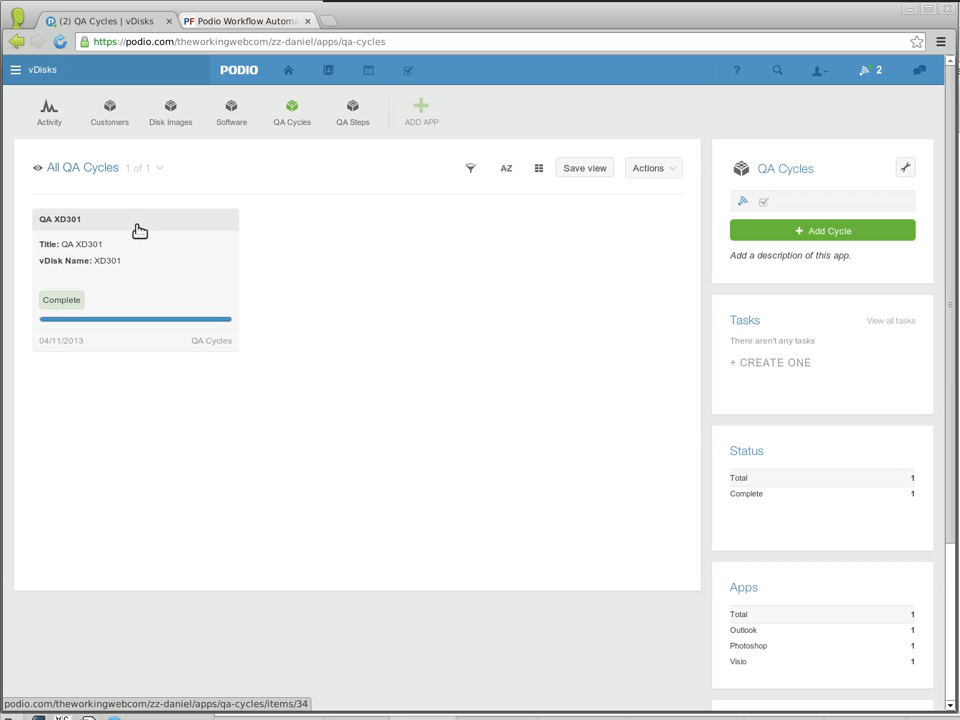 (2) QA Cycles | vDisks
PF Podio Workflow Automa
https://podio.com/theworkingwebcom/zz-daniel/apps/qa-cycles
vDisks
PODIO
? 2
Activity
Customers
Disk Images
Software
QA Cycles
QA Steps
ADD APP
All QA Cycles 1 of 1
AZ
Save view
Actions
QA XD301
Title: QA XD301
vDisk Name: XD301
Complete
04/11/2013
QA Cycles
QA Cycles
+ Add Cycle
Add a description of this app.
Tasks
View all tasks
There aren't any tasks
+ CREATE ONE
Status
Total 1
Complete 1
Apps
Total 1
Outlook 1
Photoshop 1
Visio 1
podio.com/theworkingwebcom/zz-daniel/apps/qa-cycles/items/34